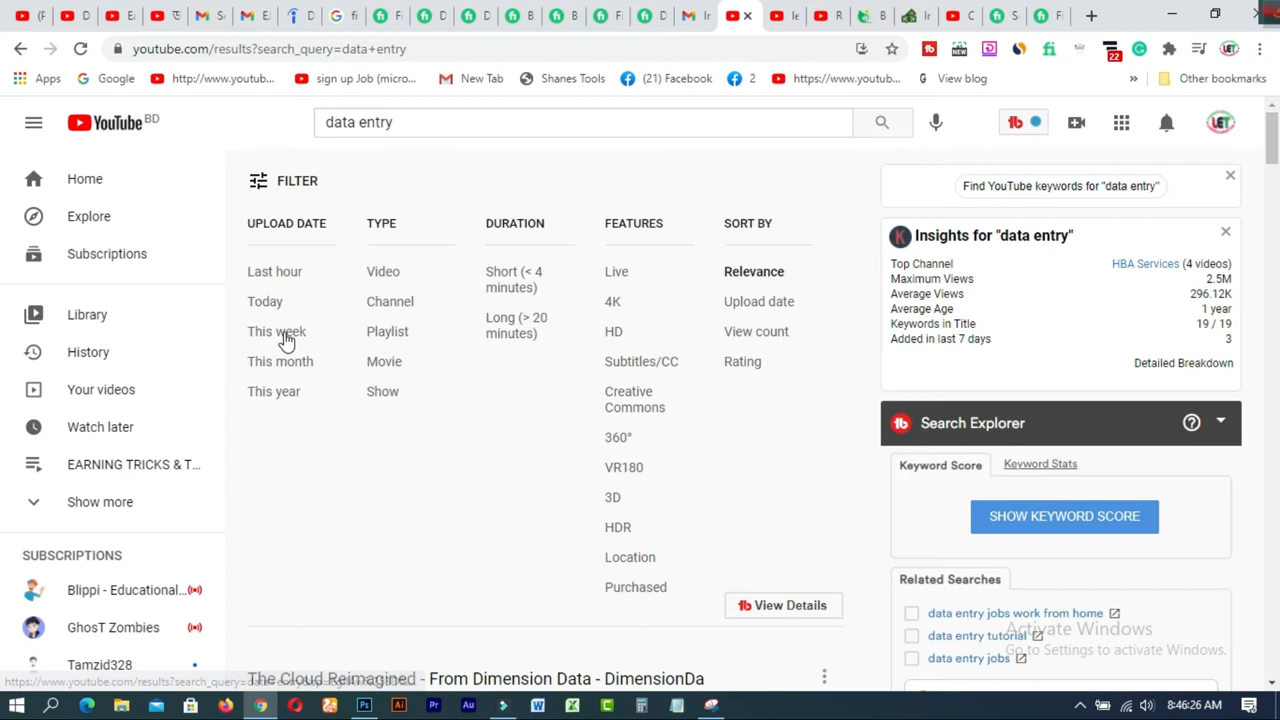 youtube.com/results?search_query=data+entry
Apps
Google
http://www.youtub...
sign up Job (micro...
New Tab
Shanes Tools
(21) Facebook
2
https://www.youtub...
View blog
»
Other bookmarks
22
NEW
YouTube BD
data entry
tb
LET
Home
Explore
Subscriptions
Library
History
Your videos
Watch later
EARNING TRICKS & T...
Show more
SUBSCRIPTIONS
Blippi - Educational...
GhosT Zombies
Tamzid328
FILTER
UPLOAD DATE
Last hour
Today
This week
This month
This year
TYPE
Video
Channel
Playlist
Movie
Show
DURATION
Short (< 4
minutes)
Long (> 20
minutes)
FEATURES
Live
4K
HD
Subtitles/CC
Creative
Commons
360°
VR180
3D
HDR
Location
Purchased
SORT BY
Relevance
Upload date
View count
Rating
tb View Details
The Cloud Reimagined - From Dimension Data - DimensionDa
Find YouTube keywords for "data entry"
K Insights for "data entry"
Top Channel HBA Services (4 videos)
Maximum Views 2.5M
Average Views 296.12K
Average Age 1 year
Keywords in Title 19 / 19
Added in last 7 days 3
Detailed Breakdown
tb Search Explorer
Keyword Score
Keyword Stats
SHOW KEYWORD SCORE
Related Searches
data entry jobs work from home
data entry tutorial
data entry jobs
Activate Windows
Go to Settings to activate Windows.
8:46:26 AM